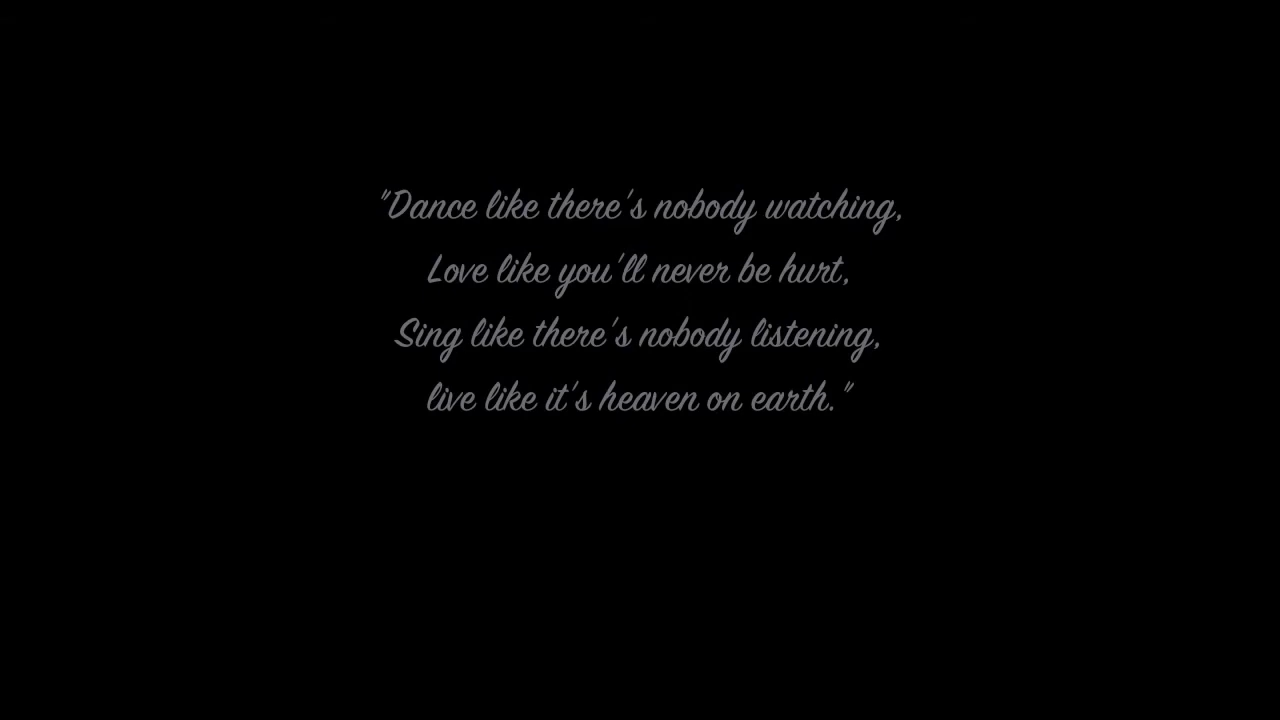 "Dance like there's nobody watching,
Love like you'll never be hurt,
Sing like there's nobody listening,
live like it's heaven on earth."